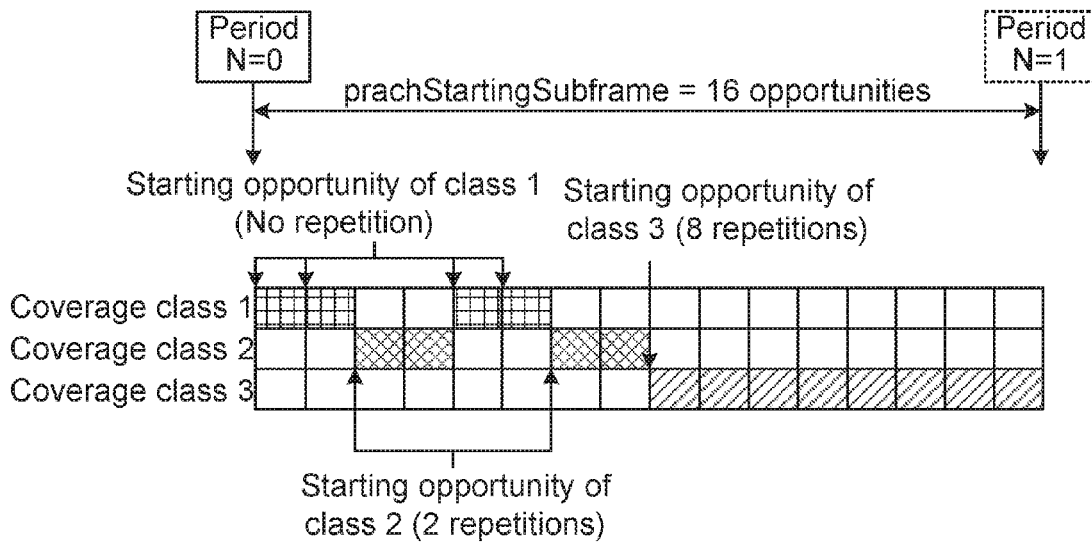 Period
N=0
Period
N=1
prachStartingSubframe = 16 opportunities
Starting opportunity of class 1
(No repetition)
Starting opportunity of
class 3 (8 repetitions)
Coverage class 1
Coverage class 2
Coverage class 3
Starting opportunity of
class 2 (2 repetitions)